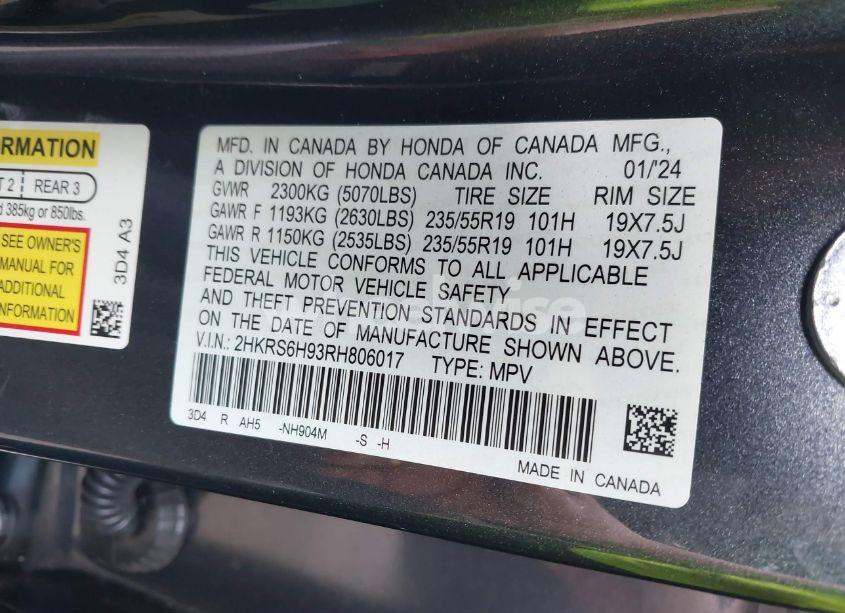 RMATION
T 2 REAR 3
d 385kg or 850lbs.
SEE OWNER'S
MANUAL FOR
ADDITIONAL
INFORMATION
3D4 A3
MFD. IN CANADA BY HONDA OF CANADA MFG.,
A DIVISION OF HONDA CANADA INC. 01/'24
GVWR 2300KG (5070LBS) TIRE SIZE RIM SIZE
GAWR F 1193KG (2630LBS) 235/55R19 101H 19X7.5J
GAWR R 1150KG (2535LBS) 235/55R19 101H 19X7.5J
THIS VEHICLE CONFORMS TO ALL APPLICABLE
FEDERAL MOTOR VEHICLE SAFETY
AND THEFT PREVENTION STANDARDS IN EFFECT
ON THE DATE OF MANUFACTURE SHOWN ABOVE.
V.I.N.: 2HKRS6H93RH806017 TYPE: MPV
3D4 R AH5 -NH904M -S -H
MADE IN CANADA